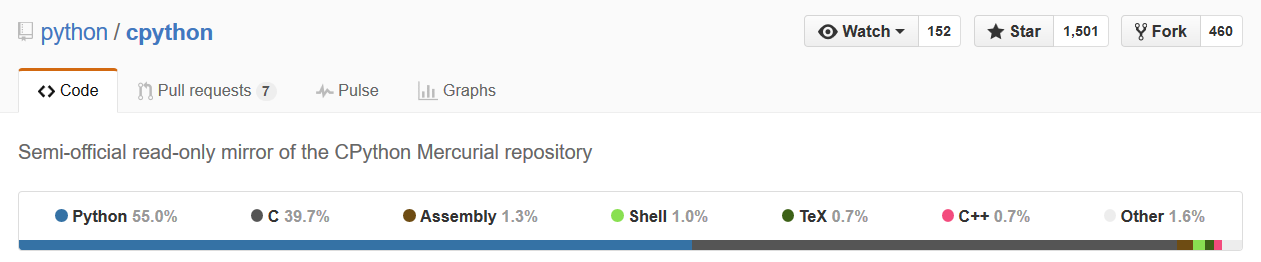 python / cpython Watch 152 Star 1,501 Fork 460
Code Pull requests 7 Pulse Graphs
Semi-official read-only mirror of the CPython Mercurial repository
Python 55.0% C 39.7% Assembly 1.3% Shell 1.0% TeX 0.7% C++ 0.7% Other 1.6%